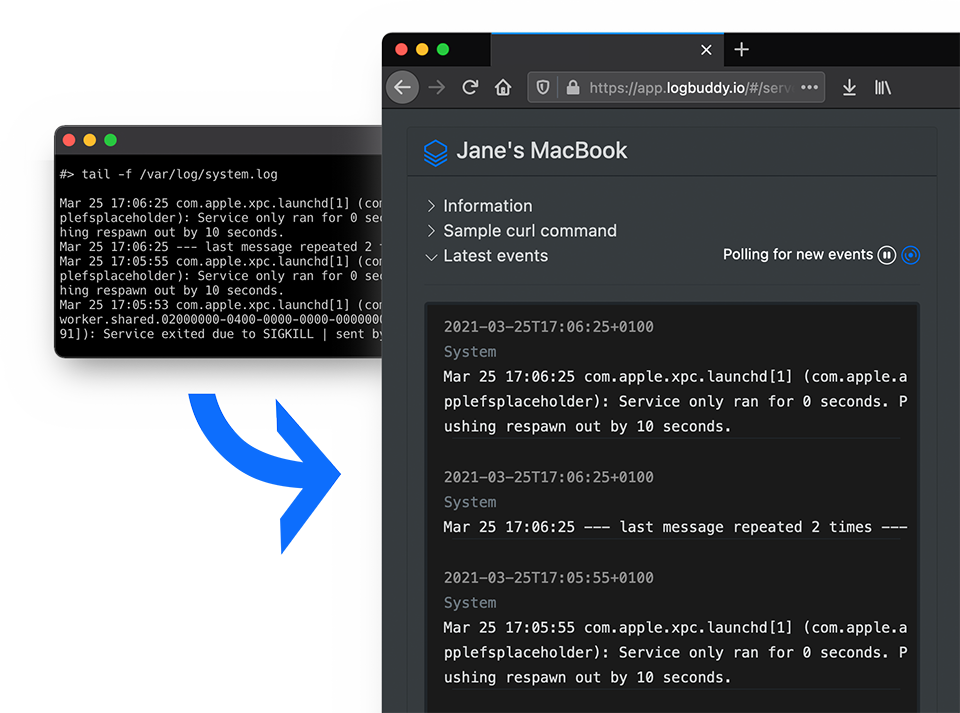 #> tail -f /var/log/system.log
Mar 25 17:06:25 com.apple.xpc.launchd[1]
plefsplaceholder): Service only ran for 0
hing respawn out by 10 seconds.
Mar 25 17:06:25 --- last message repeated 2
Mar 25 17:05:55 com.apple.xpc.launchd[1]
plefsplaceholder): Service only ran for 0
hing respawn out by 10 seconds.
Mar 25 17:05:53 com.apple.xpc.launchd[1]
worker.shared.02000000-0400-0000-0000-0000000
91]): Service exited due to SIGKILL | sent by
https://app.logbuddy.io/#/serv
Jane's MacBook
Information
Sample curl command
Latest events
Polling for new events
2021-03-25T17:06:25+0100
System
Mar 25 17:06:25 com.apple.xpc.launchd[1] (com.apple.a
pplefsplaceholder): Service only ran for 0 seconds. P
ushing respawn out by 10 seconds.
2021-03-25T17:06:25+0100
System
Mar 25 17:06:25 --- last message repeated 2 times ---
2021-03-25T17:05:55+0100
System
Mar 25 17:05:55 com.apple.xpc.launchd[1] (com.apple.a
pplefsplaceholder): Service only ran for 0 seconds. P
ushing respawn out by 10 seconds.